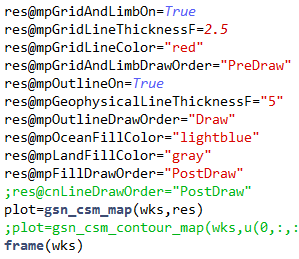 res@mpGridAndLimbOn=True
res@mpGridLineThicknessF=2.5
res@mpGridLineColor="red"
res@mpGridAndLimbDrawOrder="PreDraw"
res@mpOutlineOn=True
res@mpGeophysicalLineThicknessF="5"
res@mpOutlineDrawOrder="Draw"
res@mpOceanFillColor="lightblue"
res@mpLandFillColor="gray"
res@mpFillDrawOrder="PostDraw"
;res@cnLineDrawOrder="PostDraw"
plot=gsn_csm_map(wks,res)
;plot=gsn_csm_contour_map(wks,u(0,:,:
frame(wks)